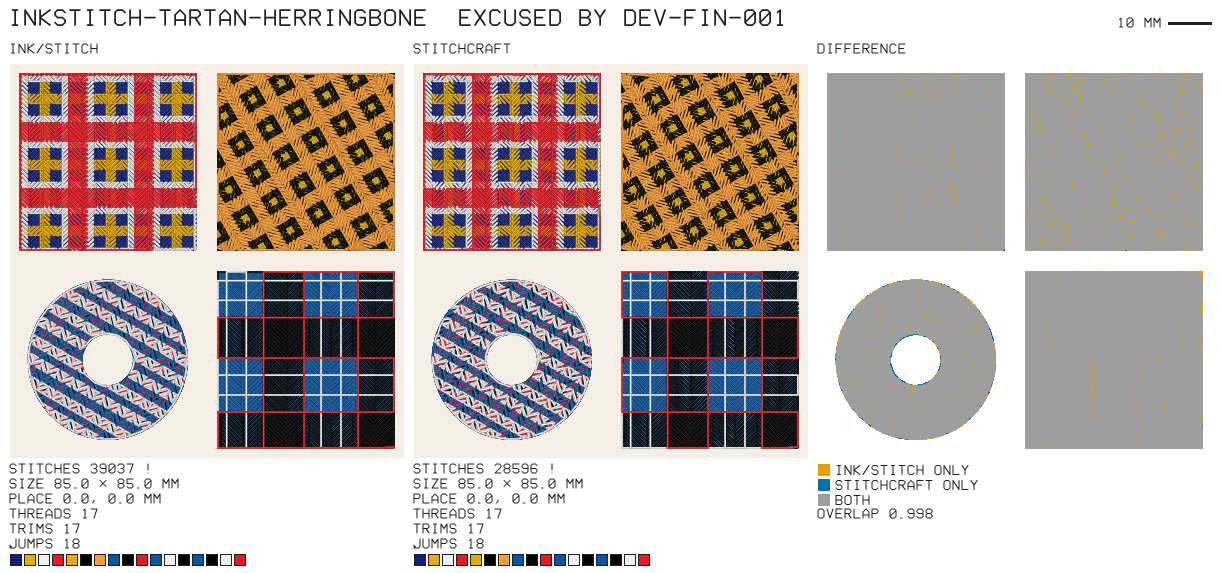 INKSTITCH-TARTAN-HERRINGBONE  EXCUSED BY DEV-FIN-001
10 MM
INK/STITCH
STITCHCRAFT
DIFFERENCE
STITCHES 39037 !
SIZE 85.0 × 85.0 MM
PLACE 0.0, 0.0 MM
THREADS 17
TRIMS 17
JUMPS 18
STITCHES 28596 !
SIZE 85.0 × 85.0 MM
PLACE 0.0, 0.0 MM
THREADS 17
TRIMS 17
JUMPS 18
INK/STITCH ONLY
STITCHCRAFT ONLY
BOTH
OVERLAP 0.998